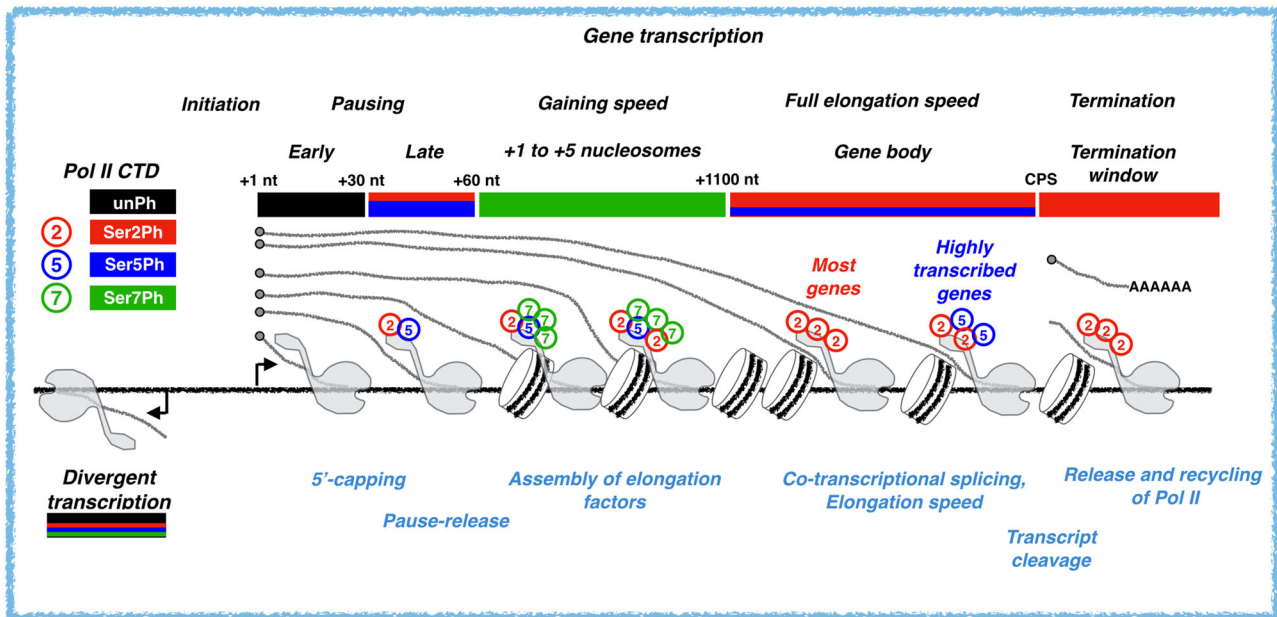 Gene transcription
Initiation Pausing Gaining speed Full elongation speed Termination
Early Late +1 to +5 nucleosomes Gene body Termination
window
Pol II CTD
+1 nt +30 nt +60 nt +1100 nt CPS
unPh
2 Ser2Ph
5 Ser5Ph
7 Ser7Ph
Most
genes
Highly
transcribed
genes
AAAAAA
2 5
2 5 7 7 7
2 5 7 7 2 7
2 2 2
2 5 2 5
2 2 2
Divergent
transcription
5'-capping
Pause-release
Assembly of elongation
factors
Co-transcriptional splicing,
Elongation speed
Transcript
cleavage
Release and recycling
of Pol II